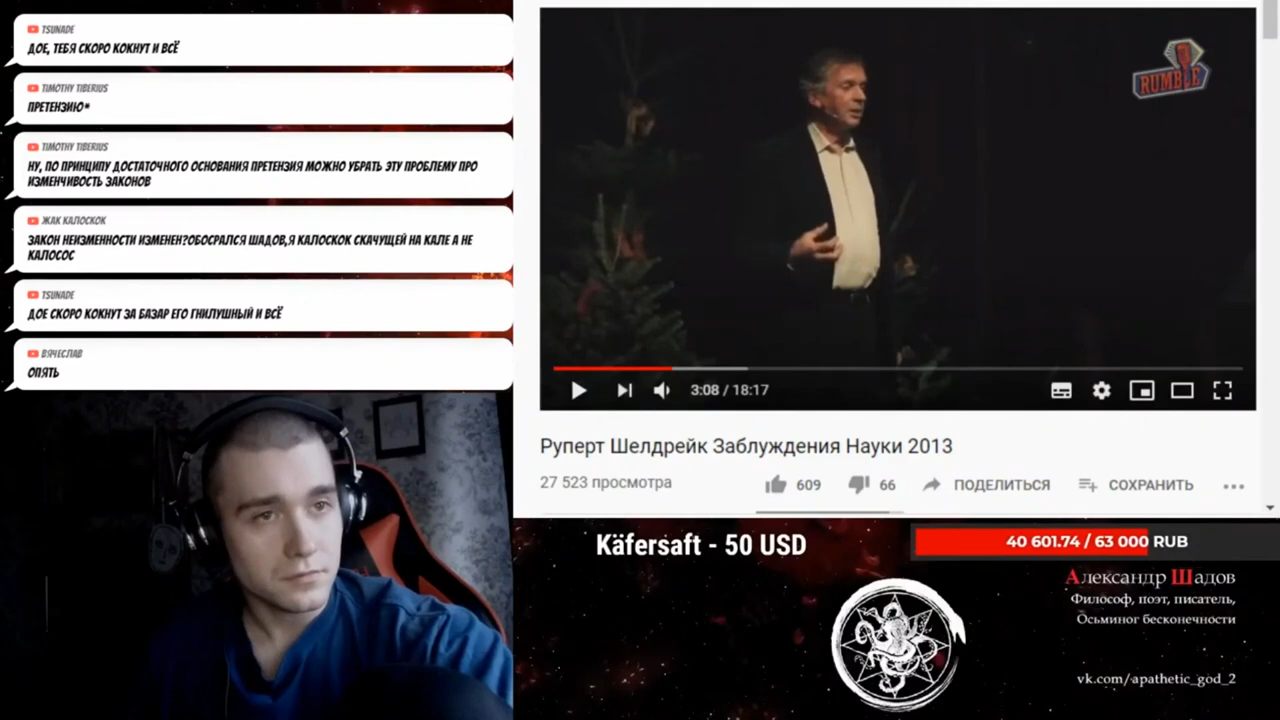 TSUNADE
ДОЕ, ТЕБЯ СКОРО КОКНУТ И ВСЁ
TIMOTHY TIBERIUS
ПРЕТЕНЗИЮ*
TIMOTHY TIBERIUS
НУ, ПО ПРИНЦИПУ ДОСТАТОЧНОГО ОСНОВАНИЯ ПРЕТЕНЗИЯ МОЖНО УБРАТЬ ЭТУ ПРОБЛЕМУ ПРО
ИЗМЕНЧИВОСТЬ ЗАКОНОВ
ЖАК КАЛОСКОК
ЗАКОН НЕИЗМЕННОСТИ ИЗМЕНЕН?ОБОСРАЛСЯ ШАДОВ,Я КАЛОСКОК СКАЧУЩЕЙ НА КАЛЕ А НЕ
КАЛОСОС
TSUNADE
ДОЕ СКОРО КОКНУТ ЗА БАЗАР ЕГО ГНИЛУШНЫЙ И ВСЁ
ВЯЧЕСЛАВ
ОПЯТЬ
RUMBLE
3:08 / 18:17
Руперт Шелдрейк Заблуждения Науки 2013
27 523 просмотра
609
66
ПОДЕЛИТЬСЯ
СОХРАНИТЬ
Käfersaft - 50 USD
40 601.74 / 63 000 RUB
Александр Шадов
Философ, поэт, писатель,
Осьминог бесконечности
vk.com/apathetic_god_2